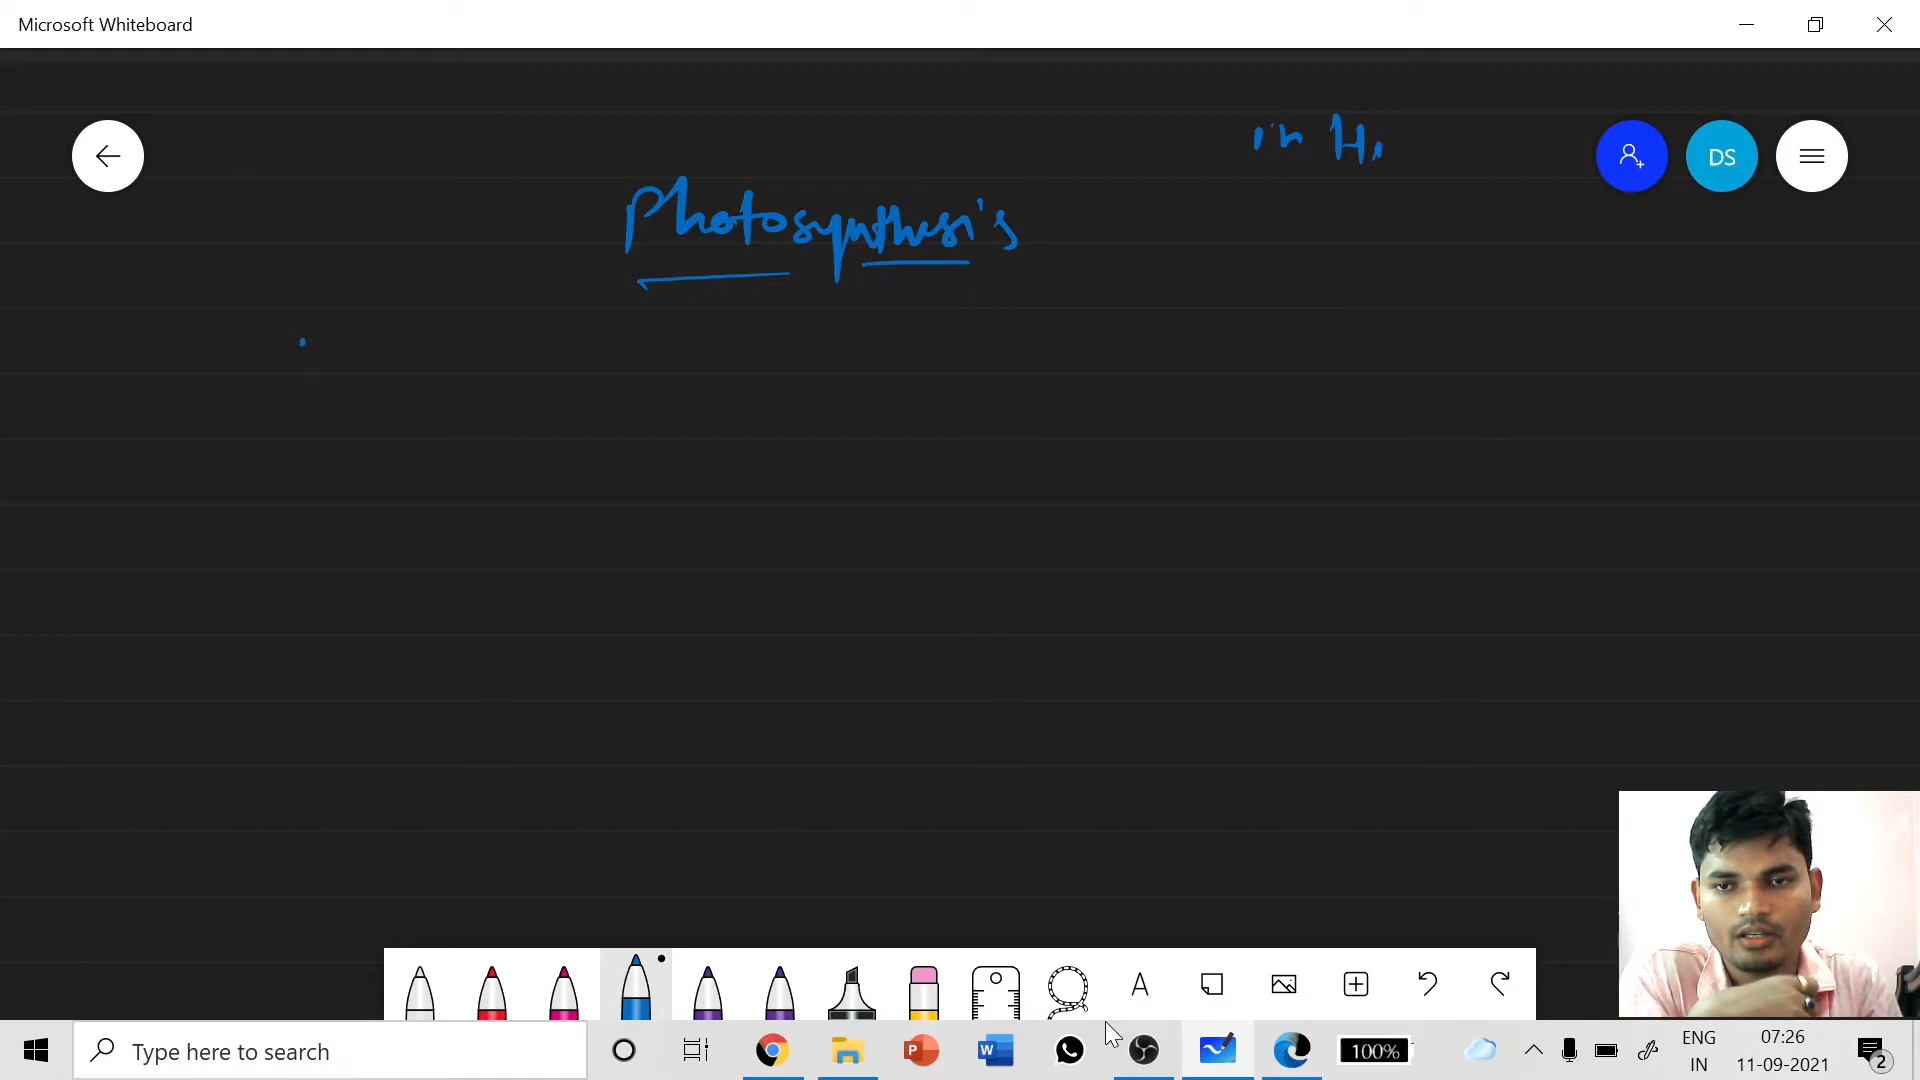 Microsoft Whiteboard
in Hi
Photosynthesis
DS
A
Type here to search
100%
ENG
IN
07:26
11-09-2021
2